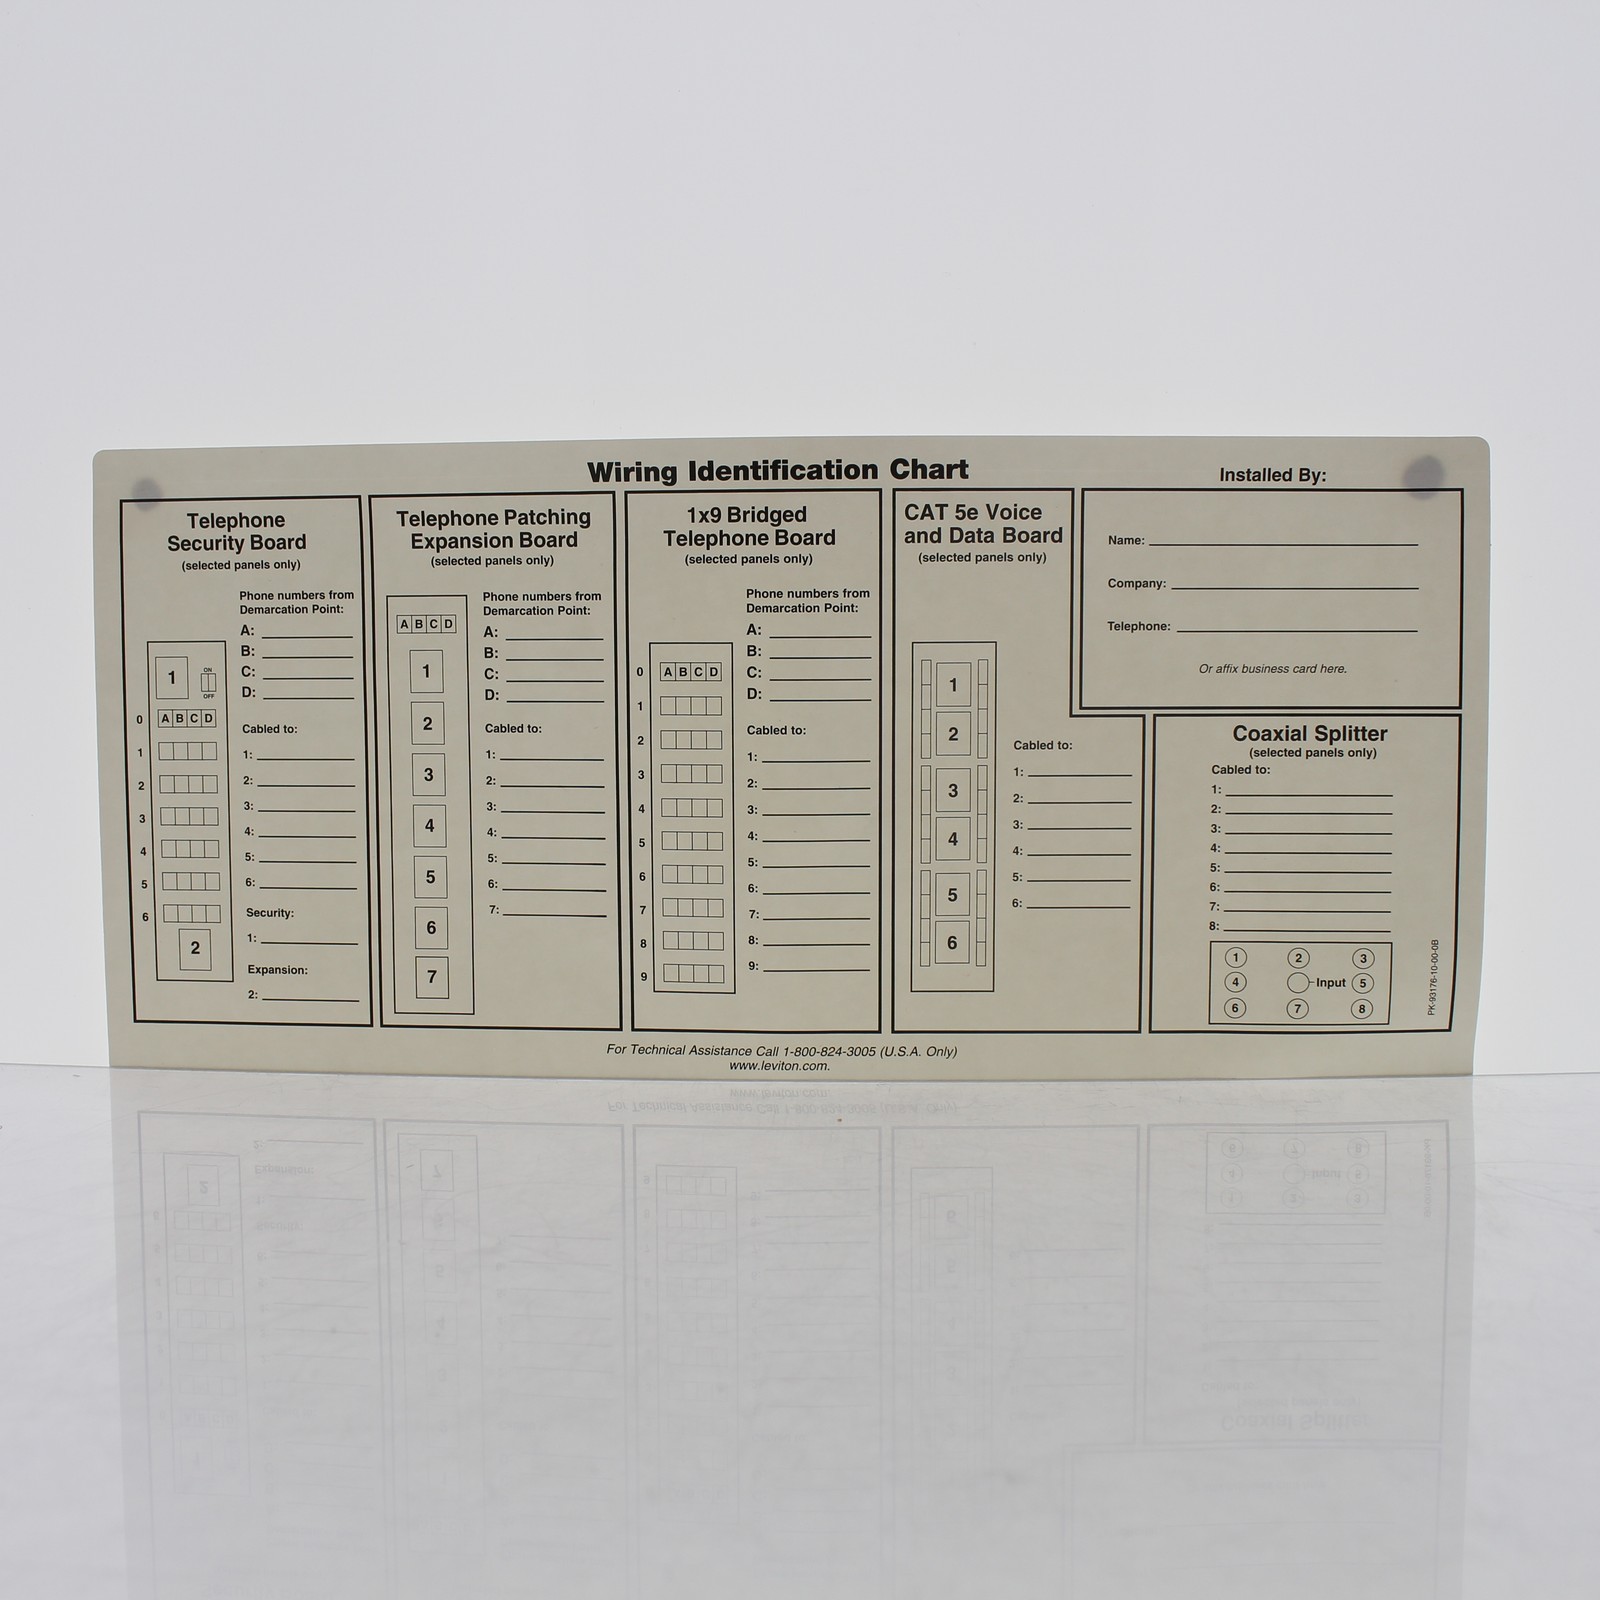 Wiring Identification Chart
Installed By:
Telephone
Security Board
(selected panels only)
Phone numbers from
Demarcation Point:
A:
B:
C:
D:
1
ON
OFF
0
A B C D
1
2
3
4
5
6
2
Cabled to:
1:
2:
3:
4:
5:
6:
Security:
1:
Expansion:
2:
Telephone Patching
Expansion Board
(selected panels only)
Phone numbers from
Demarcation Point:
A:
B:
C:
D:
A B C D
1
2
3
4
5
6
7
Cabled to:
1:
2:
3:
4:
5:
6:
7:
1x9 Bridged
Telephone Board
(selected panels only)
Phone numbers from
Demarcation Point:
A:
B:
C:
D:
0 A B C D
1
2
3
4
5
6
7
8
9
Cabled to:
1:
2:
3:
4:
5:
6:
7:
8:
9:
CAT 5e Voice
and Data Board
(selected panels only)
1
2
3
4
5
6
Cabled to:
1:
2:
3:
4:
5:
6:
Name:
Company:
Telephone:
Or affix business card here.
Coaxial Splitter
(selected panels only)
Cabled to:
1:
2:
3:
4:
5:
6:
7:
8:
1 2 3
4 Input 5
6 7 8
PK-93176-10-00-0B
For Technical Assistance Call 1-800-824-3005 (U.S.A. Only)
www.leviton.com.